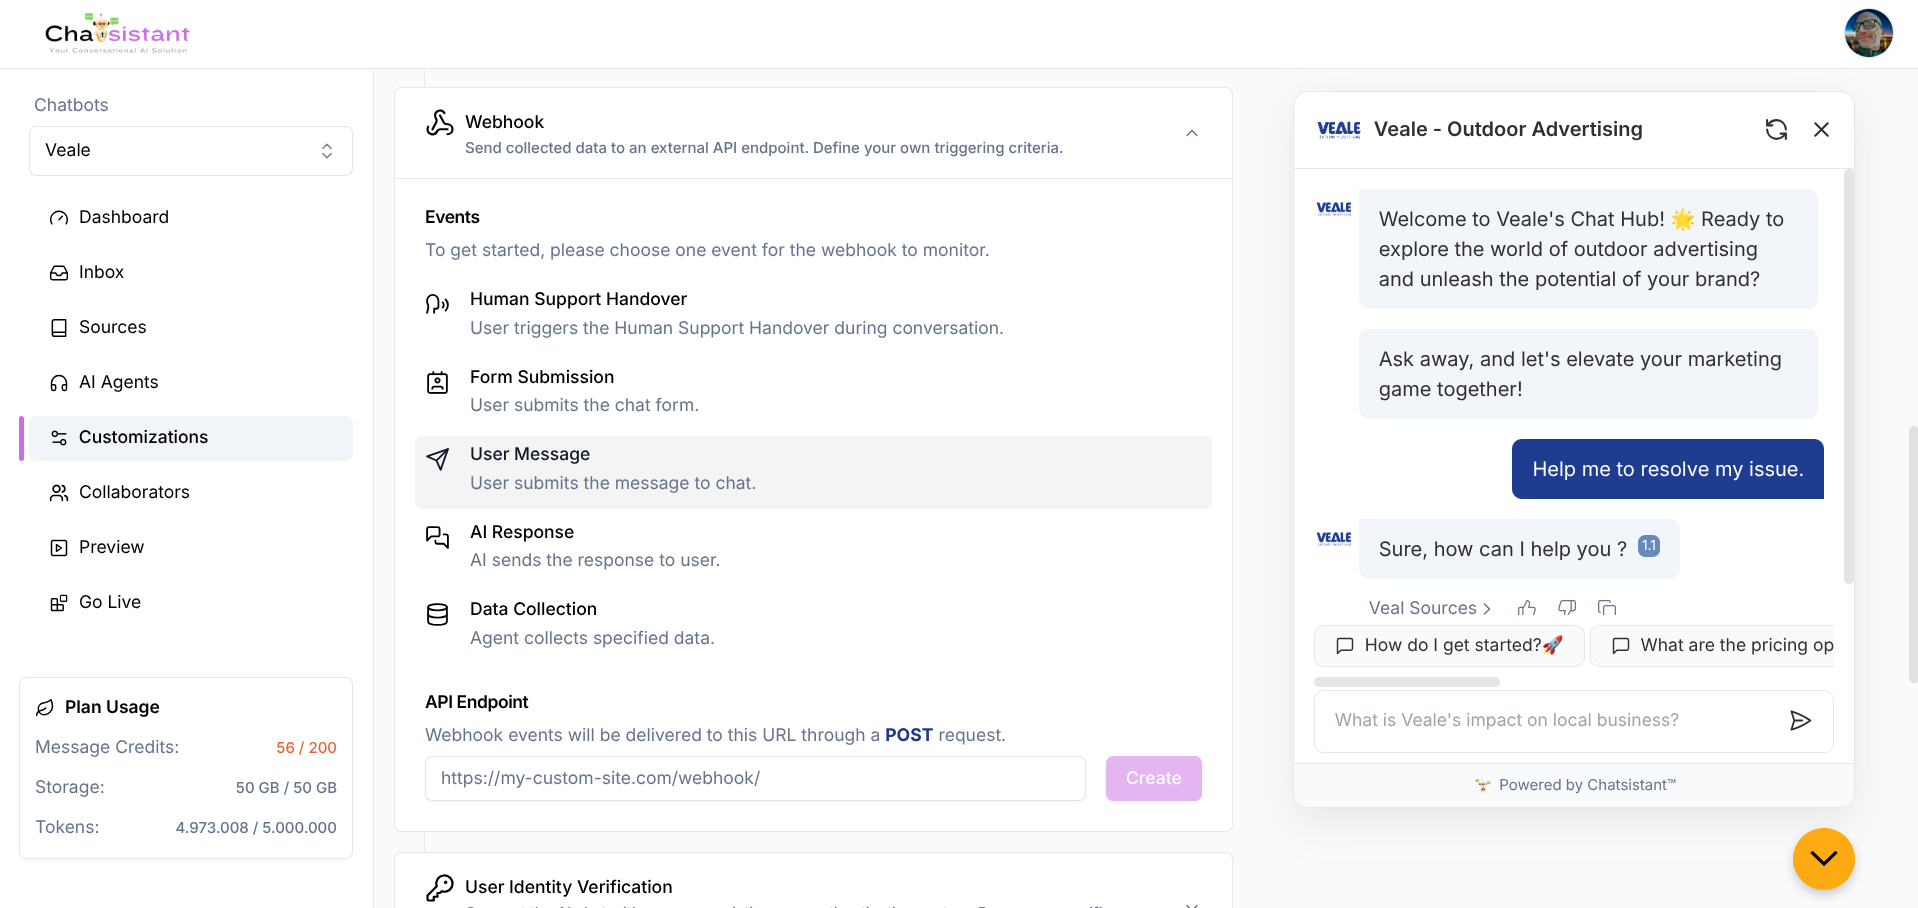 Chatsistant
Your Conversational AI Solution
Chatbots
Veale
Dashboard
Inbox
Sources
AI Agents
Customizations
Collaborators
Preview
Go Live
Plan Usage
Message Credits: 56 / 200
Storage: 50 GB / 50 GB
Tokens: 4.973.008 / 5.000.000
Webhook
Send collected data to an external API endpoint. Define your own triggering criteria.
Events
To get started, please choose one event for the webhook to monitor.
Human Support Handover
User triggers the Human Support Handover during conversation.
Form Submission
User submits the chat form.
User Message
User submits the message to chat.
AI Response
AI sends the response to user.
Data Collection
Agent collects specified data.
API Endpoint
Webhook events will be delivered to this URL through a POST request.
https://my-custom-site.com/webhook/
Create
User Identity Verification
VEALE Veale - Outdoor Advertising
VEALE
Welcome to Veale's Chat Hub! 🌟 Ready to
explore the world of outdoor advertising
and unleash the potential of your brand?
Ask away, and let's elevate your marketing
game together!
Help me to resolve my issue.
VEALE
Sure, how can I help you ? 1.1
Veal Sources
How do I get started?🚀
What are the pricing op
What is Veale's impact on local business?
Powered by Chatsistant™